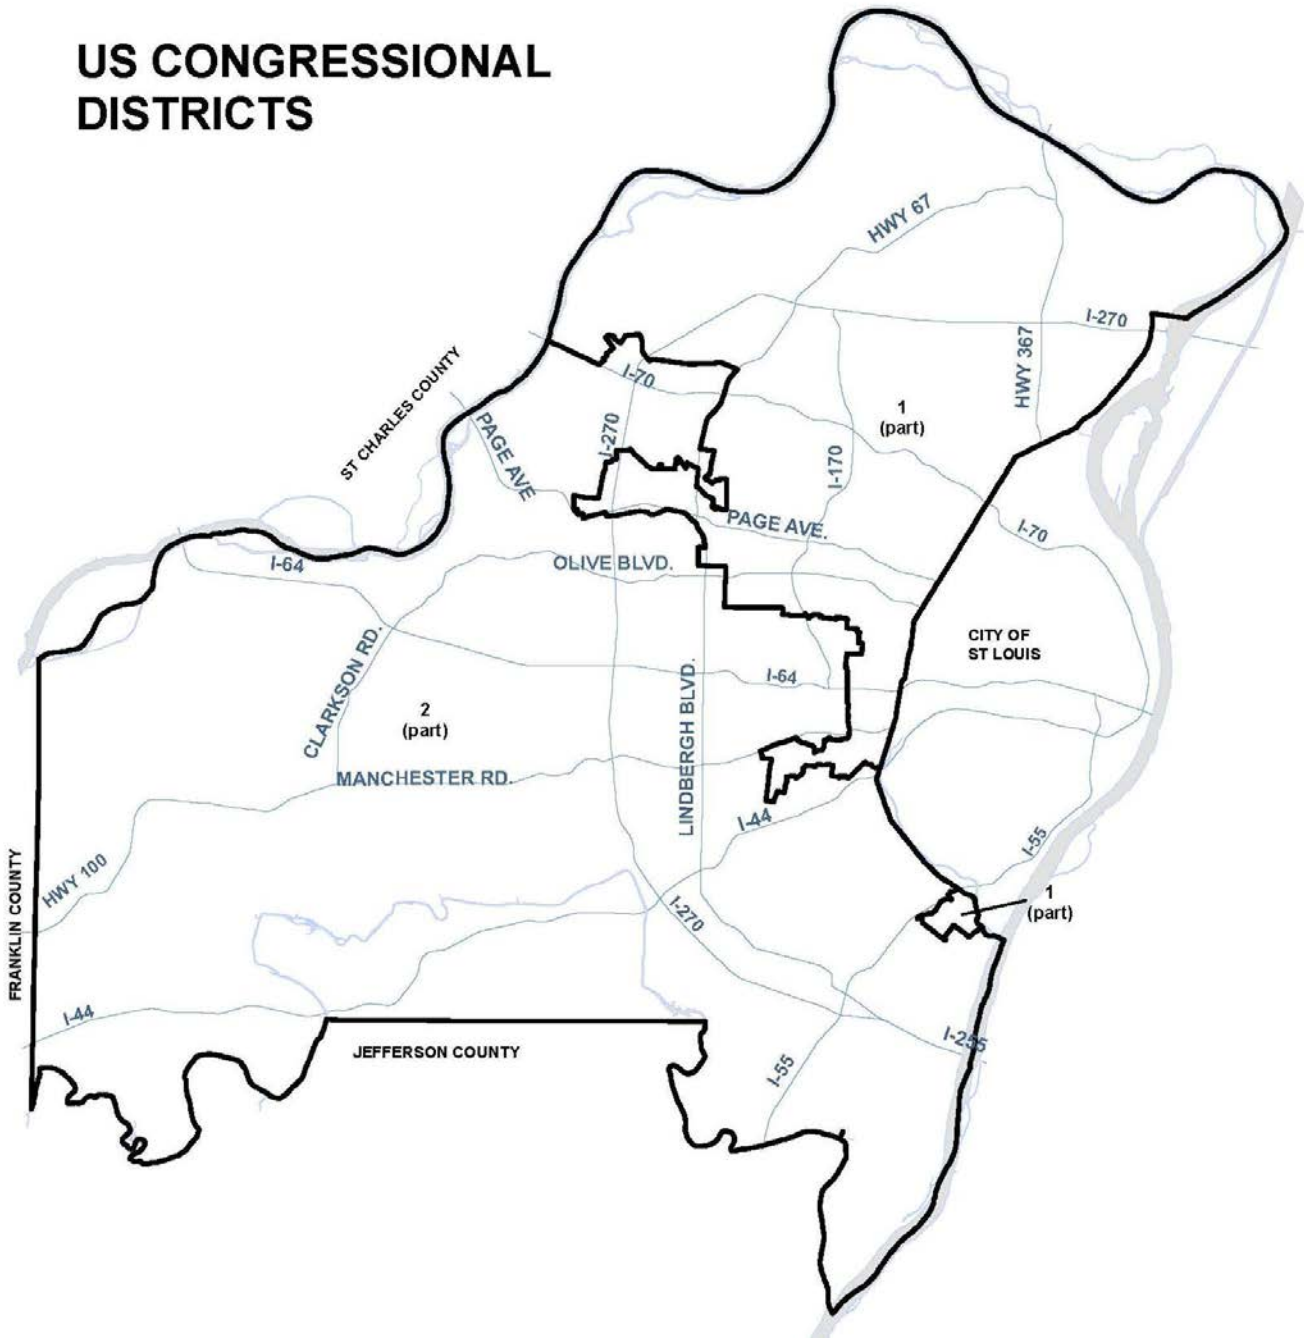 US CONGRESSIONAL
DISTRICTS
HWY 67
I-270
HWY 367
ST CHARLES COUNTY
I-70
1
(part)
PAGE AVE
I-270
I-170
PAGE AVE.
I-70
I-64
OLIVE BLVD.
CITY OF
ST LOUIS
CLARKSON RD.
I-64
LINDBERGH BLVD.
2
(part)
MANCHESTER RD.
I-44
I-55
FRANKLIN COUNTY
HWY 100
I-270
1
(part)
I-44
I-255
JEFFERSON COUNTY
I-55